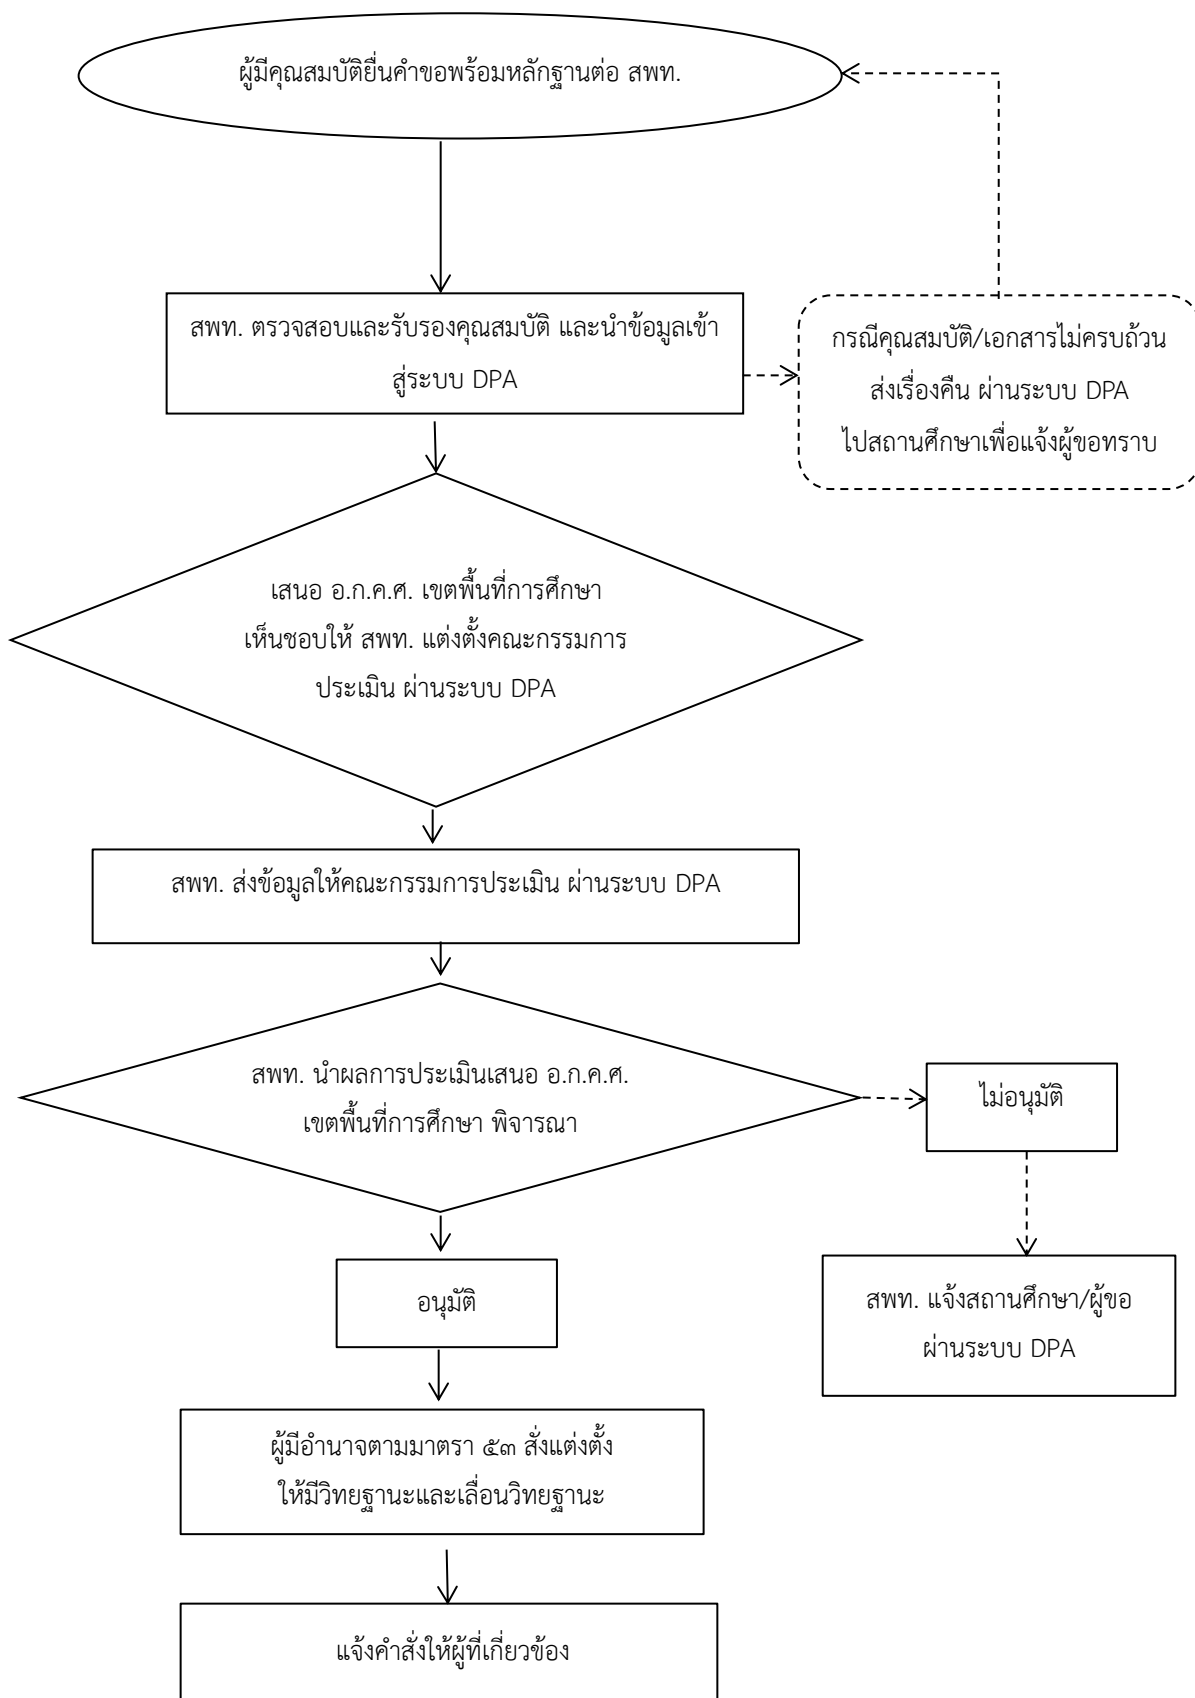 ผู้มีคุณสมบัติยื่นคำขอพร้อมหลักฐานต่อ สพท.
สพท. ตรวจสอบและรับรองคุณสมบัติ และนำข้อมูลเข้า
สู่ระบบ DPA
กรณีคุณสมบัติ/เอกสารไม่ครบถ้วน
ส่งเรื่องคืน ผ่านระบบ DPA
ไปสถานศึกษาเพื่อแจ้งผู้ขอทราบ
เสนอ อ.ก.ค.ศ. เขตพื้นที่การศึกษา
เห็นชอบให้ สพท. แต่งตั้งคณะกรรมการ
ประเมิน ผ่านระบบ DPA
สพท. ส่งข้อมูลให้คณะกรรมการประเมิน ผ่านระบบ DPA
สพท. นำผลการประเมินเสนอ อ.ก.ค.ศ.
เขตพื้นที่การศึกษา พิจารณา
ไม่อนุมัติ
อนุมัติ
สพท. แจ้งสถานศึกษา/ผู้ขอ
ผ่านระบบ DPA
ผู้มีอำนาจตามมาตรา ๕๓ สั่งแต่งตั้ง
ให้มีวิทยฐานะและเลื่อนวิทยฐานะ
แจ้งคำสั่งให้ผู้ที่เกี่ยวข้อง